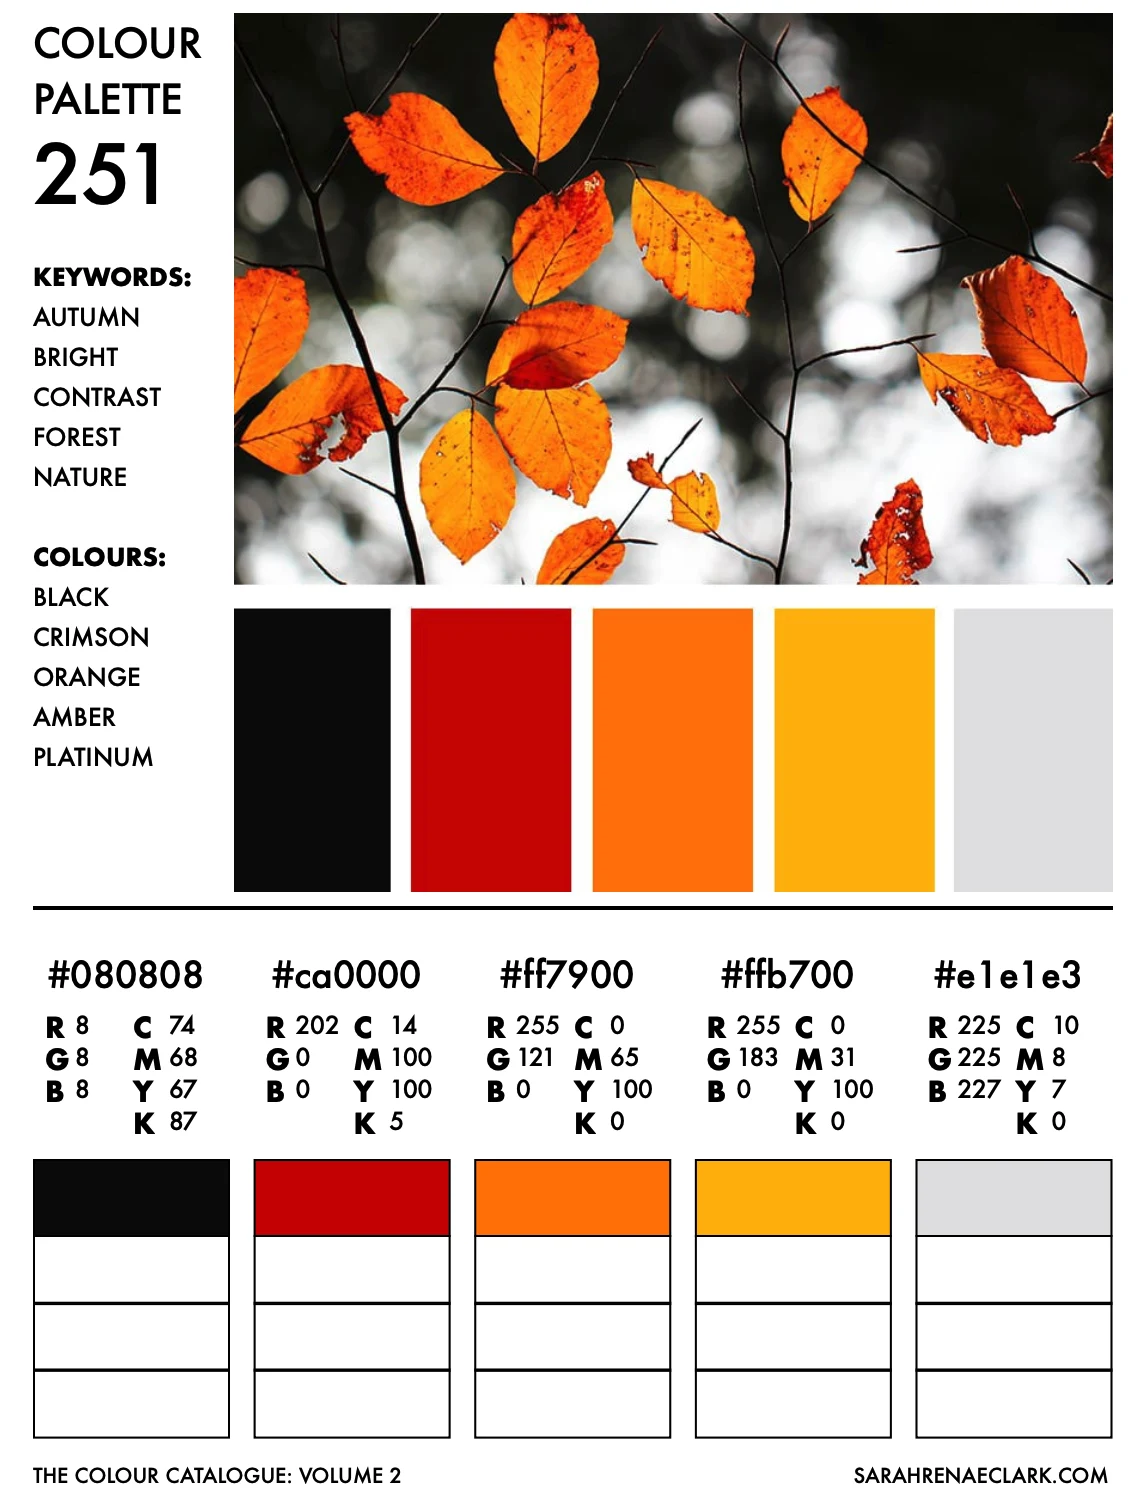 COLOUR
PALETTE
251
KEYWORDS:
AUTUMN
BRIGHT
CONTRAST
FOREST
NATURE
COLOURS:
BLACK
CRIMSON
ORANGE
AMBER
PLATINUM
#080808 #ca0000 #ff7900 #ffb700 #e1e1e3
R 8 C 74 R 202 C 14 R 255 C 0 R 255 C 0 R 225 C 10
G 8 M 68 G 0 M 100 G 121 M 65 G 183 M 31 G 225 M 8
B 8 Y 67 B 0 Y 100 B 0 Y 100 B 0 Y 100 B 227 Y 7
K 87 K 5 K 0 K 0 K 0
THE COLOUR CATALOGUE: VOLUME 2 SARAHRENAECLARK.COM